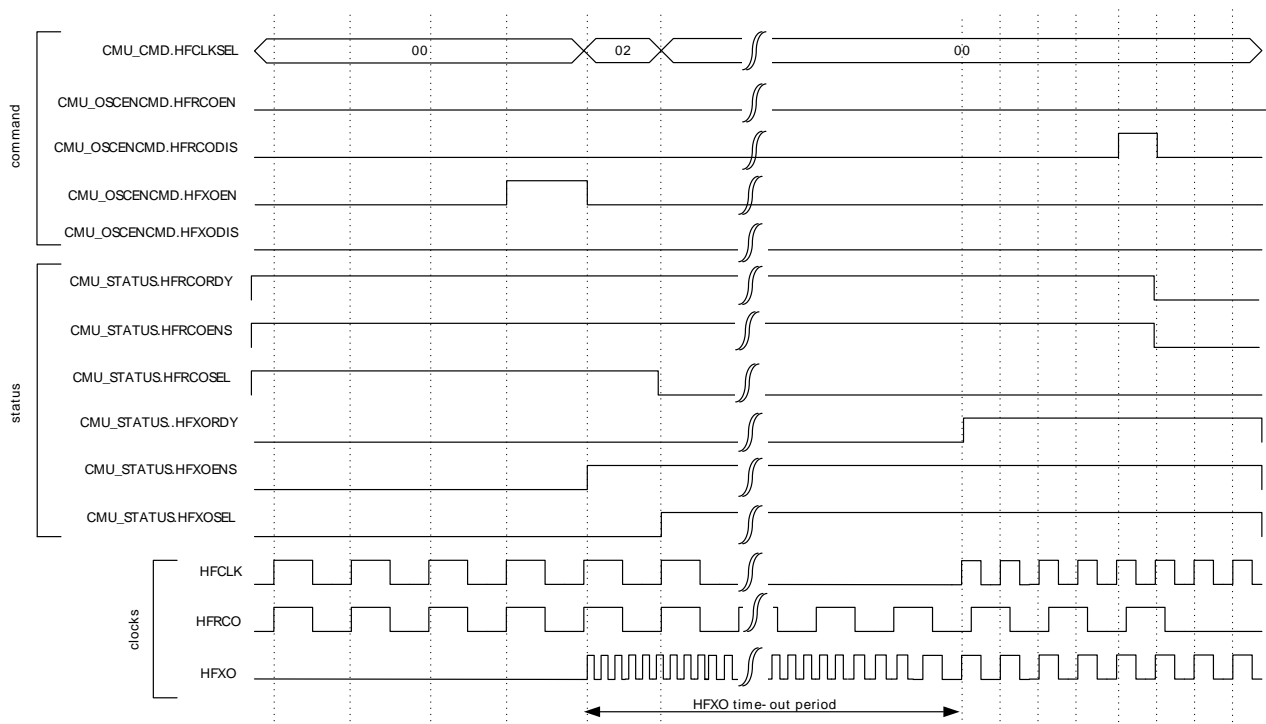 CMU_CMD.HFCLKSEL
00
02
00
CMU_OSCENCMD.HFRCOEN
command
CMU_OSCENCMD.HFRCODIS
CMU_OSCENCMD.HFXOEN
CMU_OSCENCMD.HFXODIS
CMU_STATUS.HFRCORDY
CMU_STATUS.HFRCOENS
CMU_STATUS.HFRCOSEL
status
CMU_STATUS..HFXORDY
CMU_STATUS.HFXOENS
CMU_STATUS.HFXOSEL
HFCLK
clocks
HFRCO
HFXO
HFXO time-out period